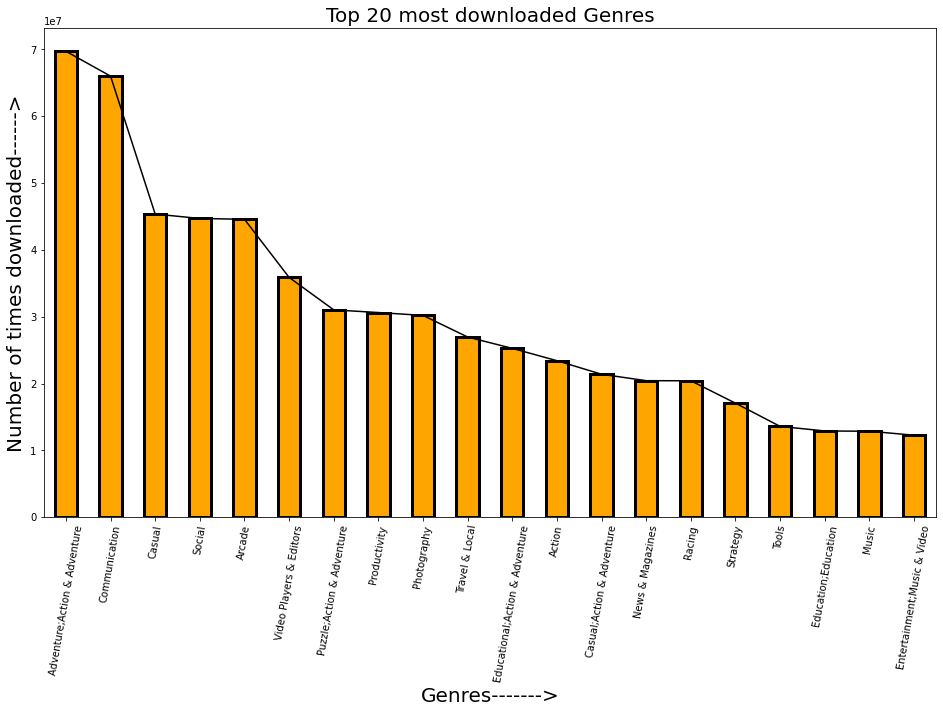 Top 20 most downloaded Genres
1e7
7
6
5
4
3
2
1
0
Number of times downloaded------>
Adventure;Action & Adventure
Communication
Casual
Social
Arcade
Video Players & Editors
Puzzle;Action & Adventure
Productivity
Photography
Travel & Local
Educational;Action & Adventure
Action
Casual;Action & Adventure
News & Magazines
Racing
Strategy
Tools
Education;Education
Music
Entertainment;Music & Video
Genres------->